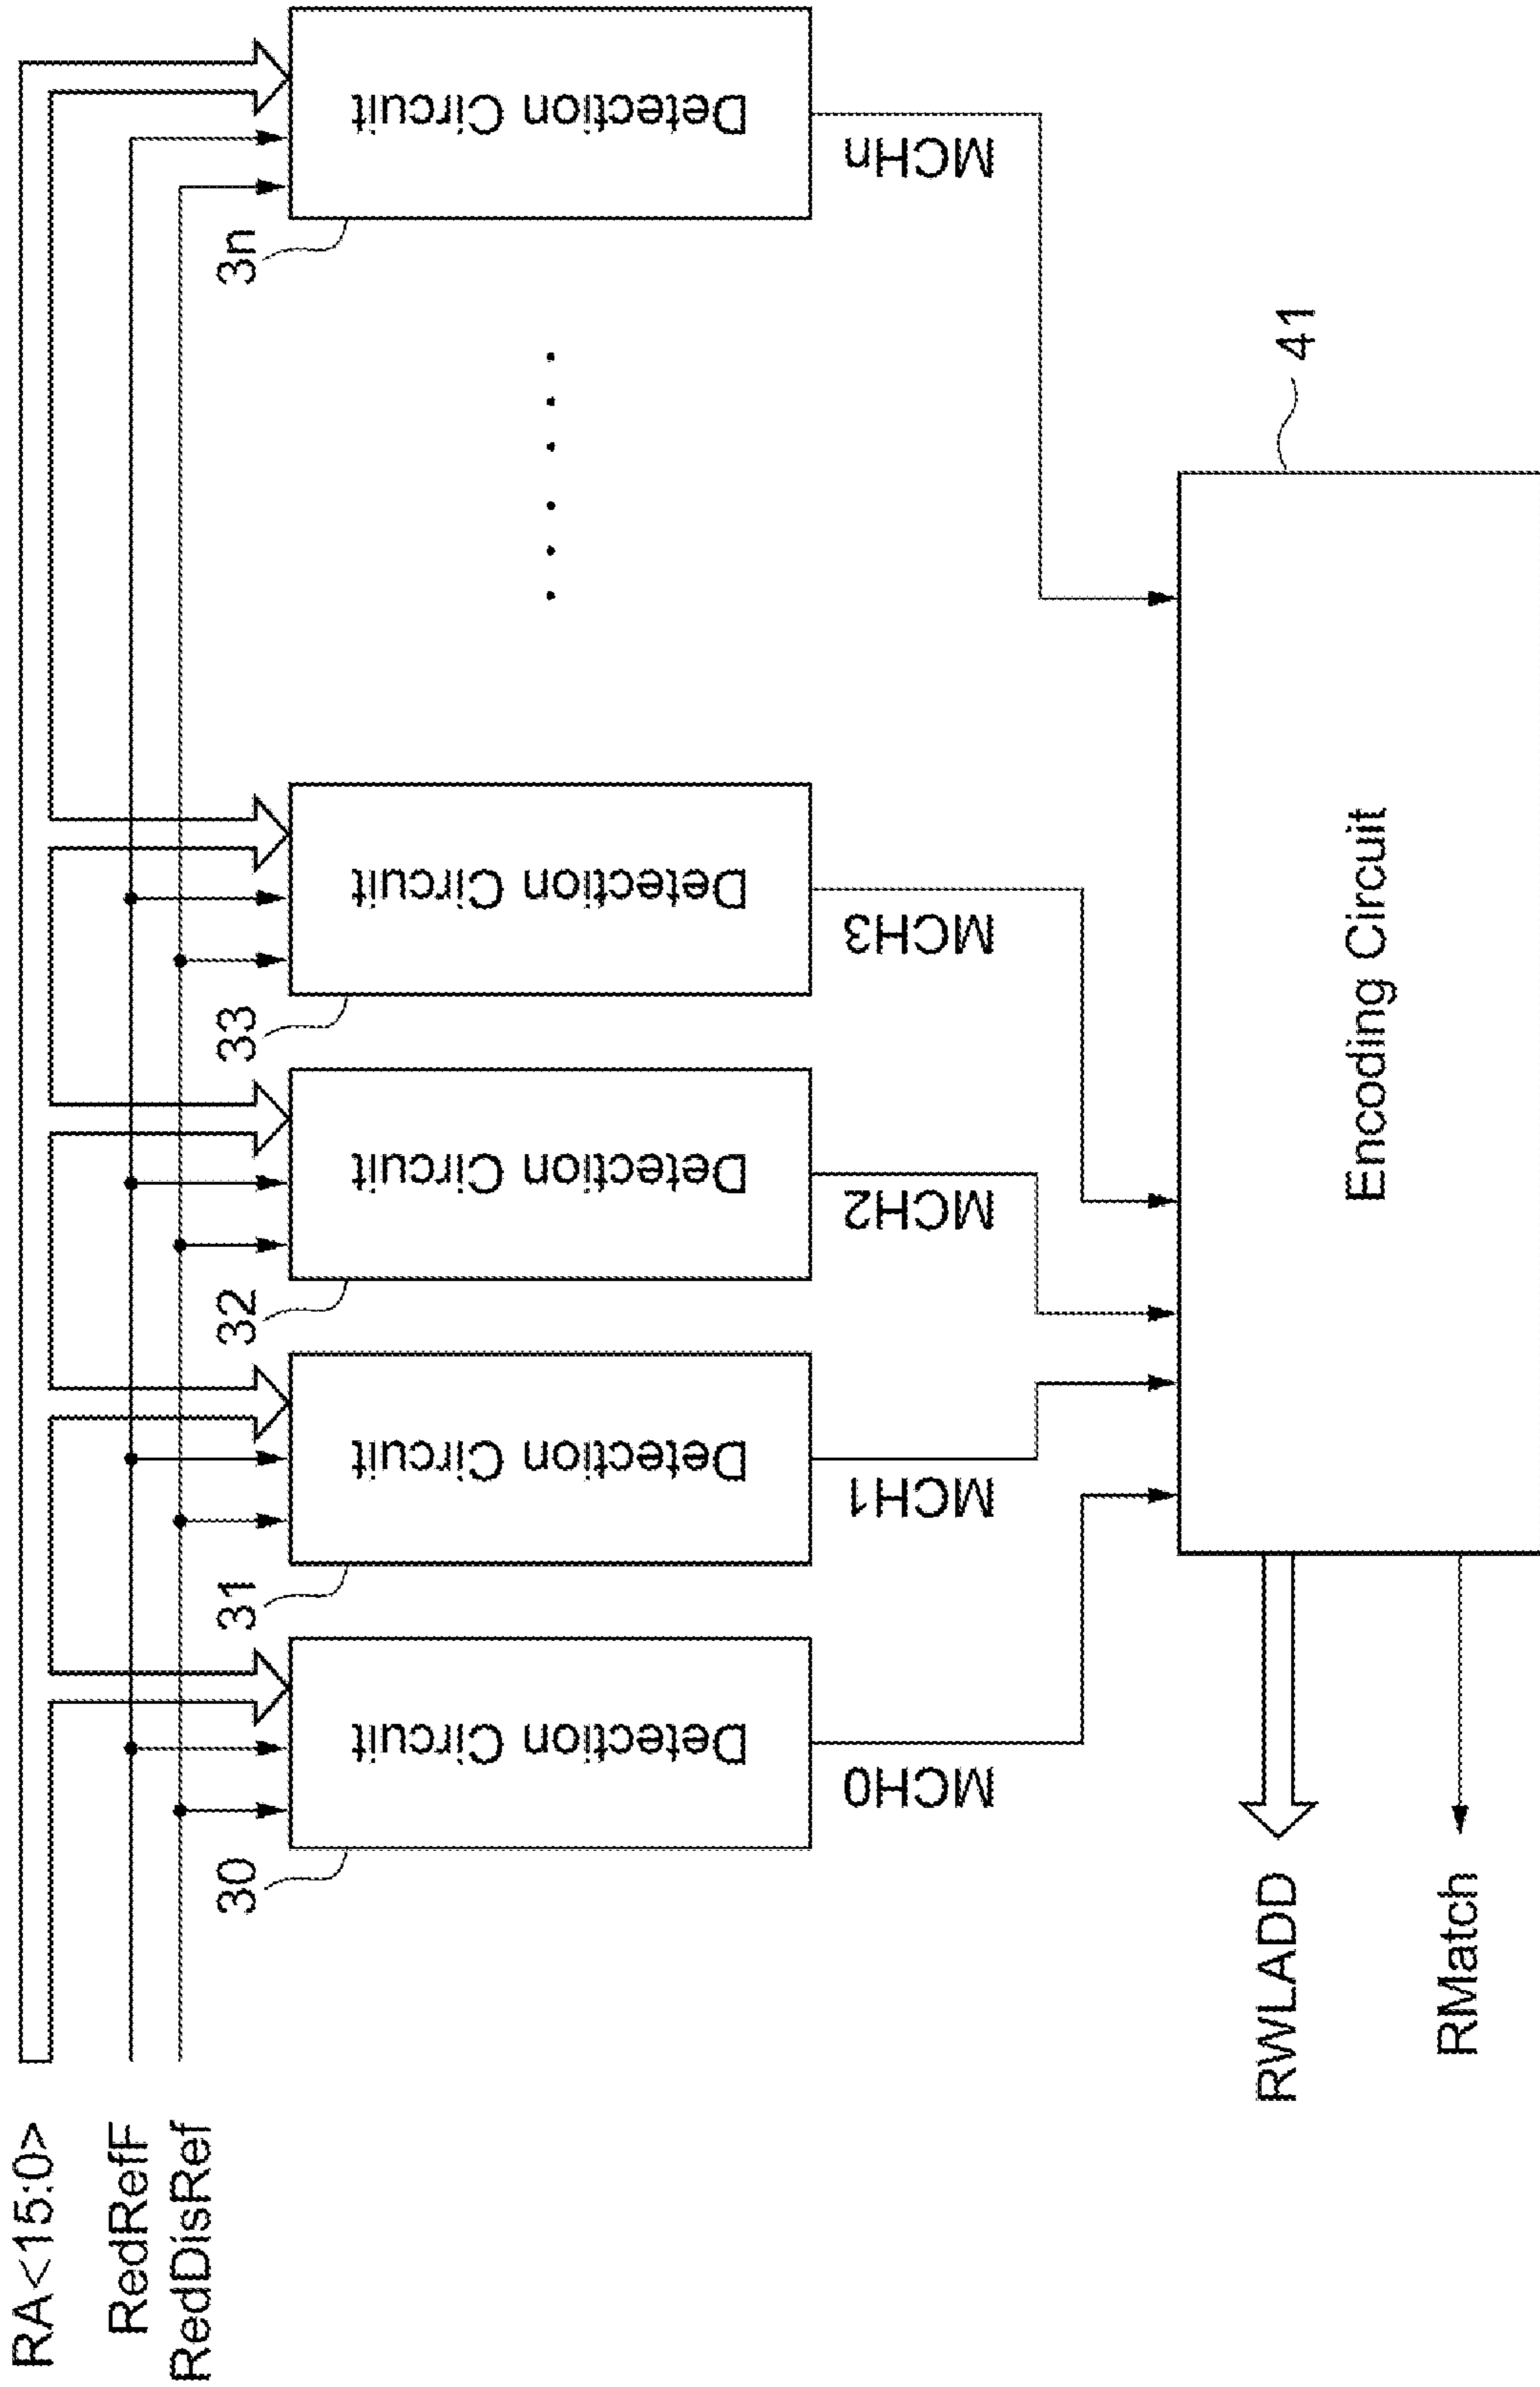 RA<15:0>
RedRefF
RedDisRef
30
31
32
33
3n
Detection Circuit
Detection Circuit
Detection Circuit
Detection Circuit
Detection Circuit
MCH0
MCH1
MCH2
MCH3
MCHn
41
Encoding Circuit
RWLADD
RMatch